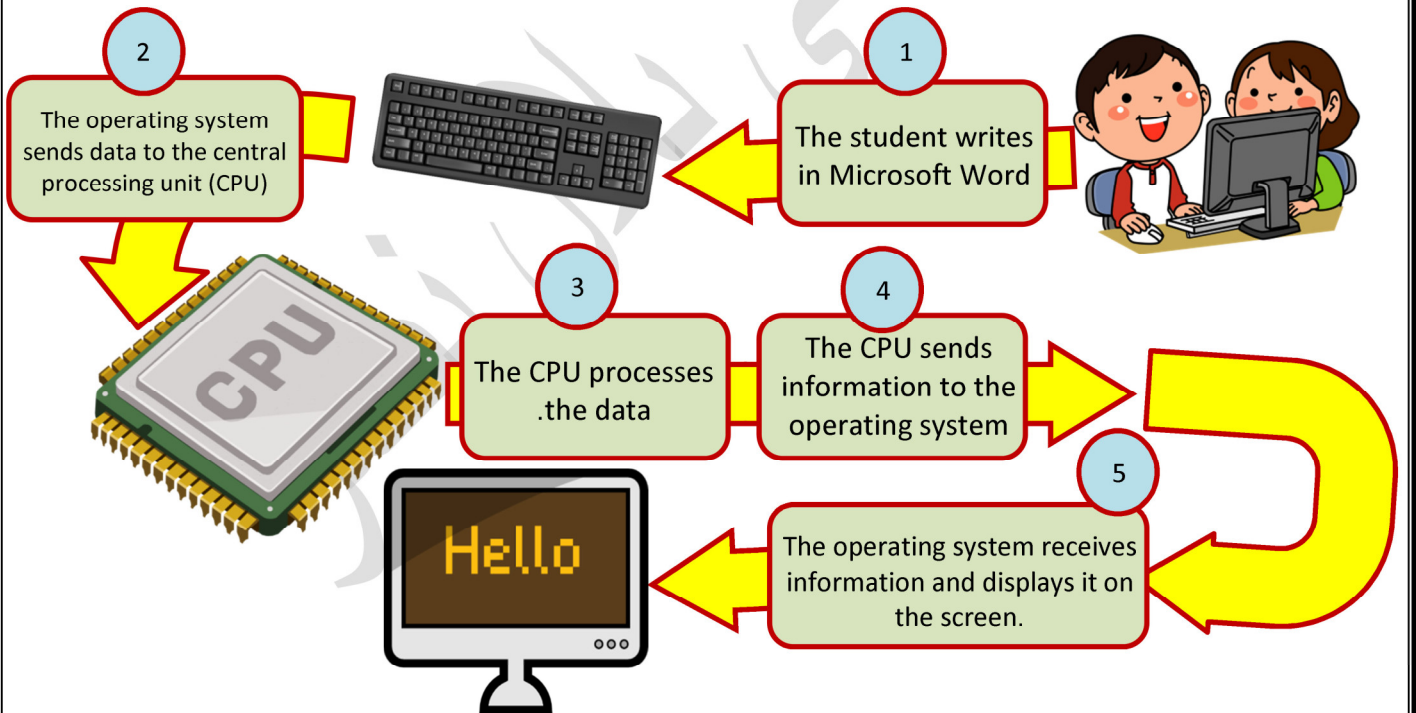 1
The student writes
in Microsoft Word
2
The operating system
sends data to the central
processing unit (CPU)
CPU
3
The CPU processes
.the data
4
The CPU sends
information to the
operating system
5
The operating system receives
information and displays it on
the screen.
Hello